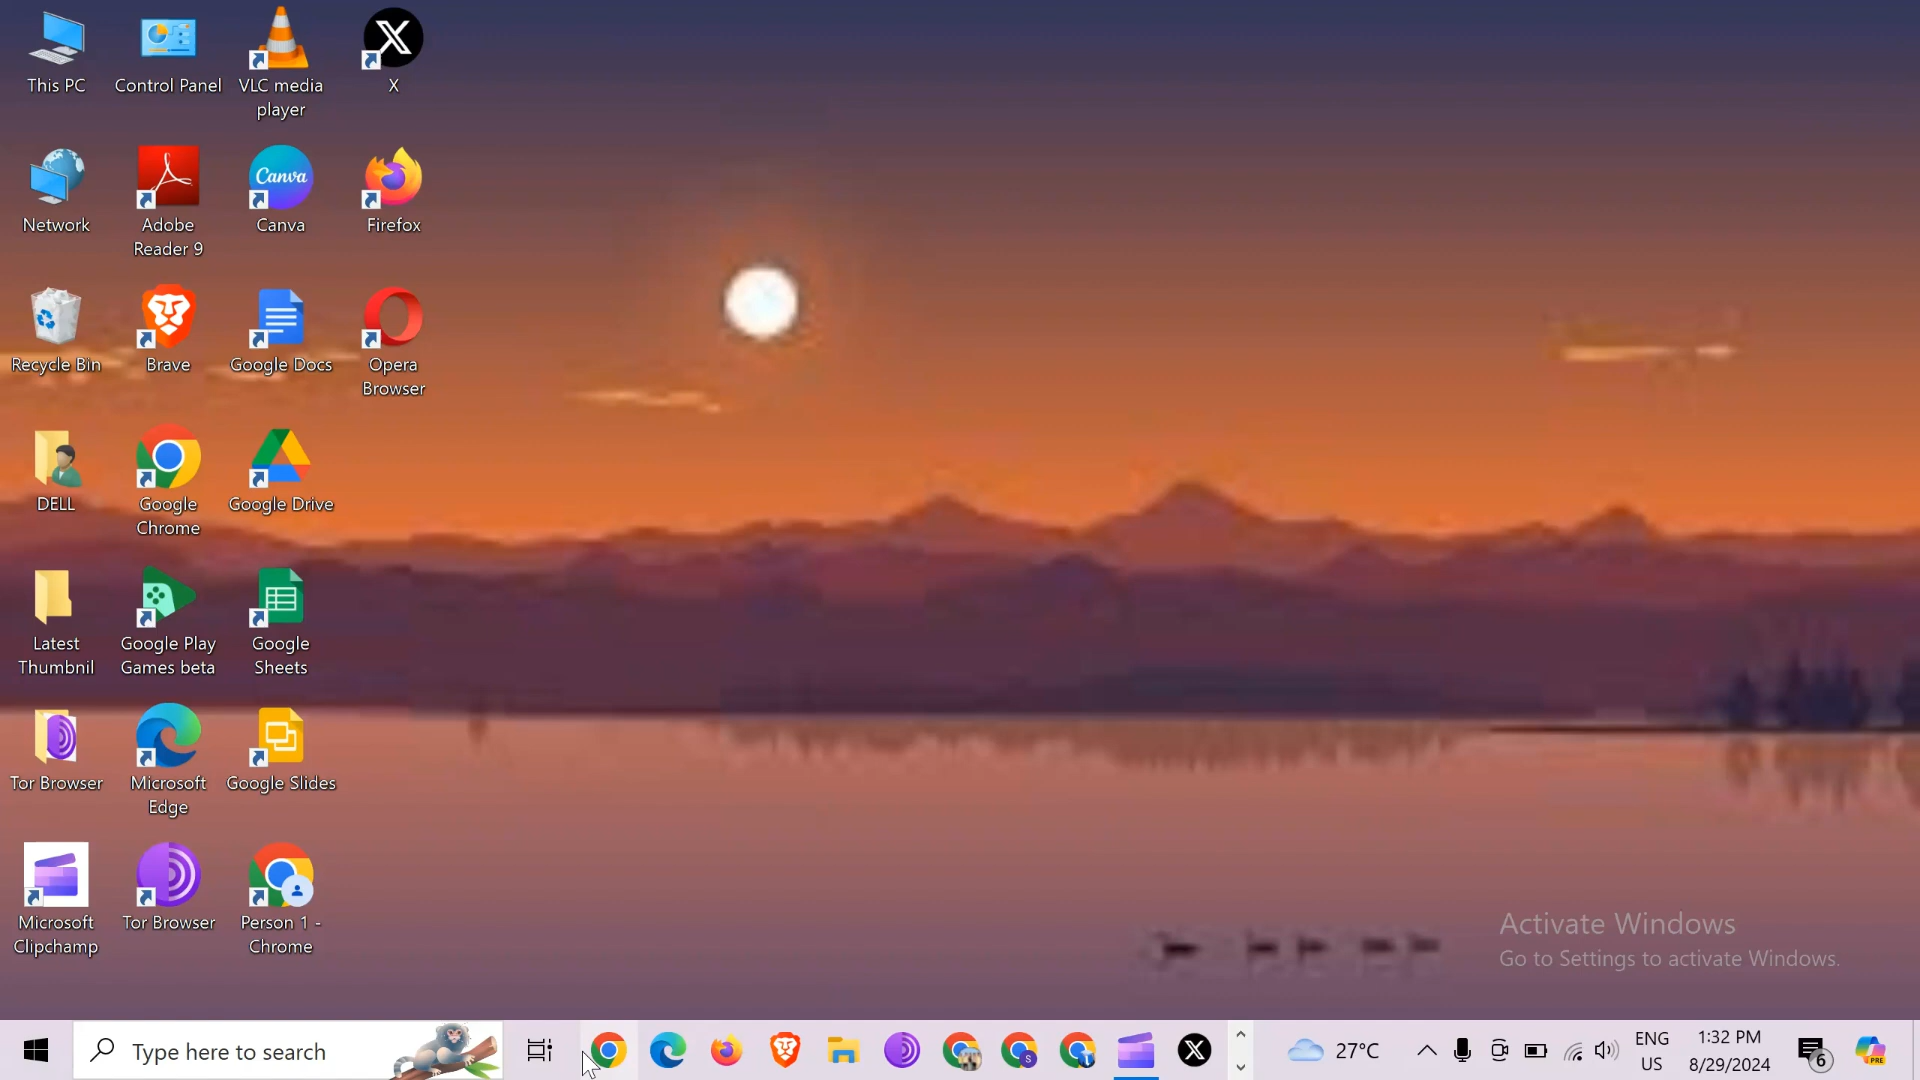 This PC
Control Panel
VLC media
player
X
Network
Adobe
Reader 9
Canva
Canva
Firefox
Recycle Bin
Brave
Google Docs
Opera
Browser
DELL
Google
Chrome
Google Drive
Latest
Thumbnil
Google Play
Games beta
Google
Sheets
Tor Browser
Microsoft
Edge
Google Slides
Microsoft
Clipchamp
Tor Browser
Person 1 -
Chrome
Activate Windows
Go to Settings to activate Windows.
Type here to search
S
t
27°C
ENG
US
1:32 PM
8/29/2024
6
PRE